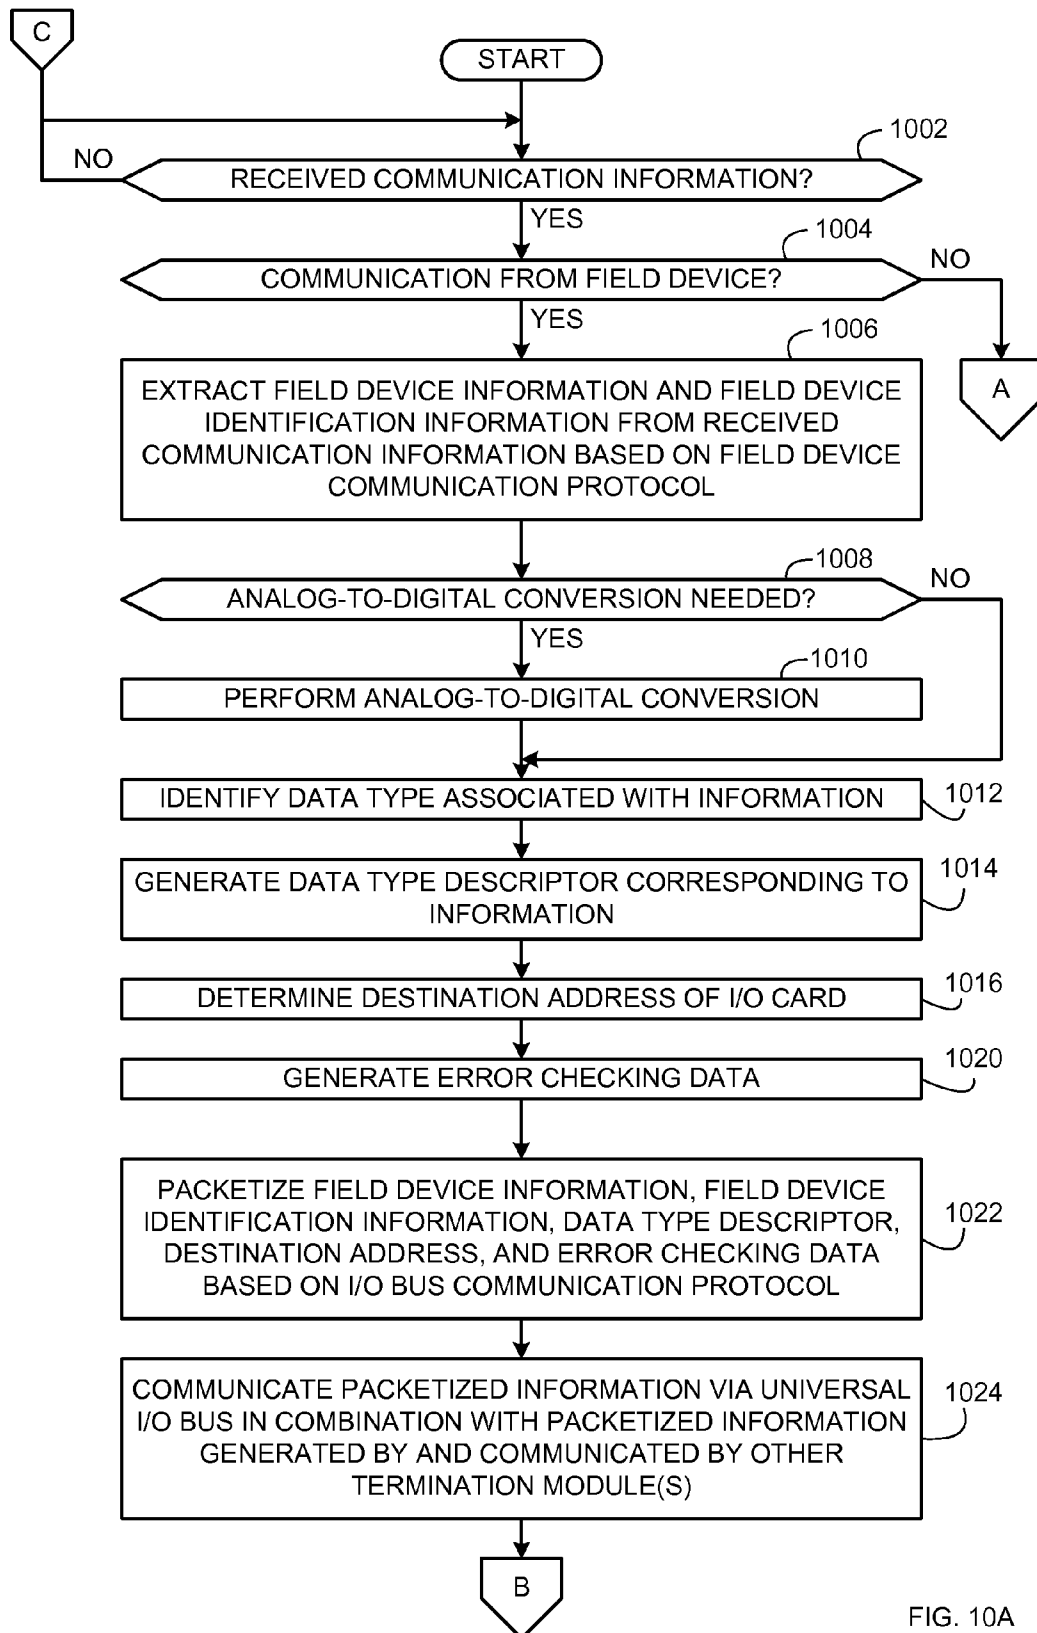 C
START
1002
NO
RECEIVED COMMUNICATION INFORMATION?
YES
1004
COMMUNICATION FROM FIELD DEVICE?
NO
YES
1006
A
EXTRACT FIELD DEVICE INFORMATION AND FIELD DEVICE
IDENTIFICATION INFORMATION FROM RECEIVED
COMMUNICATION INFORMATION BASED ON FIELD DEVICE
COMMUNICATION PROTOCOL
1008
ANALOG-TO-DIGITAL CONVERSION NEEDED?
NO
YES
1010
PERFORM ANALOG-TO-DIGITAL CONVERSION
IDENTIFY DATA TYPE ASSOCIATED WITH INFORMATION
1012
GENERATE DATA TYPE DESCRIPTOR CORRESPONDING TO
INFORMATION
1014
DETERMINE DESTINATION ADDRESS OF I/O CARD
1016
GENERATE ERROR CHECKING DATA
1020
PACKETIZE FIELD DEVICE INFORMATION, FIELD DEVICE
IDENTIFICATION INFORMATION, DATA TYPE DESCRIPTOR,
DESTINATION ADDRESS, AND ERROR CHECKING DATA
BASED ON I/O BUS COMMUNICATION PROTOCOL
1022
COMMUNICATE PACKETIZED INFORMATION VIA UNIVERSAL
I/O BUS IN COMBINATION WITH PACKETIZED INFORMATION
GENERATED BY AND COMMUNICATED BY OTHER
TERMINATION MODULE(S)
1024
B
FIG. 10A